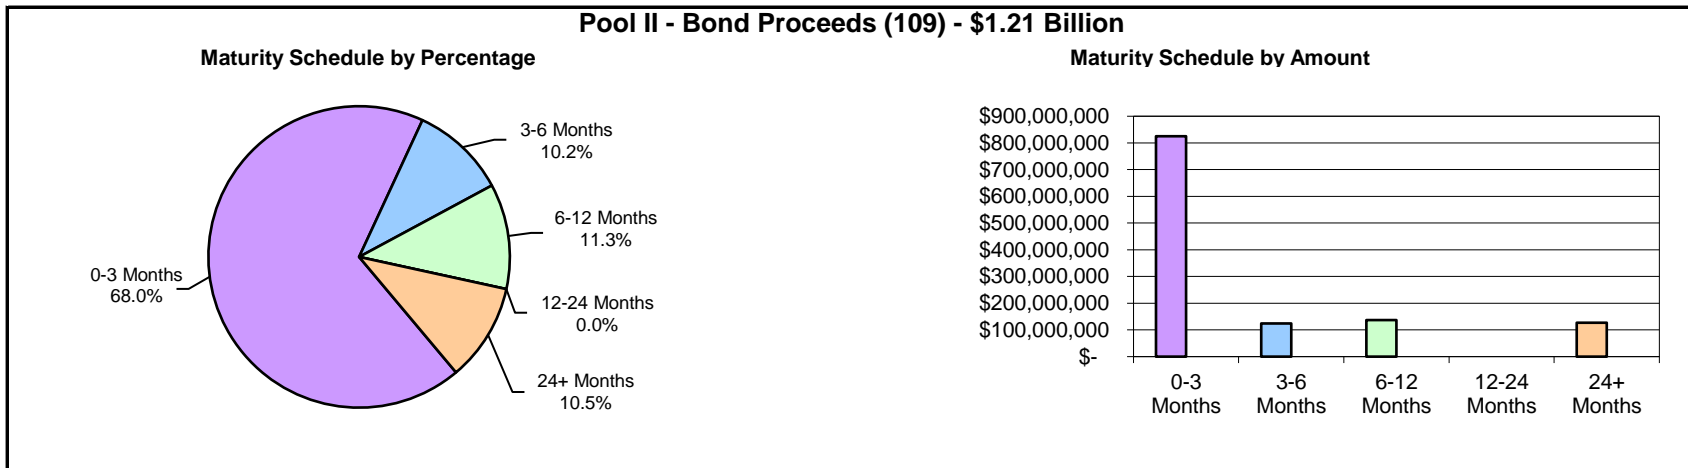 Pool II - Bond Proceeds (109) - $1.21 Billion
Maturity Schedule by Percentage
3-6 Months
10.2%
6-12 Months
11.3%
0-3 Months
68.0%
12-24 Months
0.0%
24+ Months
10.5%
Maturity Schedule by Amount
$900,000,000
$800,000,000
$700,000,000
$600,000,000
$500,000,000
$400,000,000
$300,000,000
$200,000,000
$100,000,000
$-
0-3
Months
3-6
Months
6-12
Months
12-24
Months
24+
Months